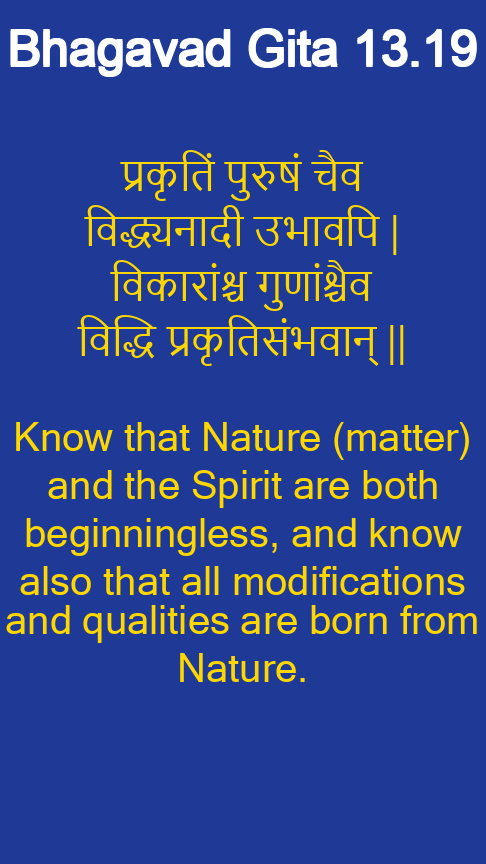 Bhagavad Gita 13.19
प्रकृतिं पुरुषं चैव
विद्ध्यनादी उभावपि |
विकारांश्च गुणांश्चैव
विद्धि प्रकृतिसंभवान् ||
Know that Nature (matter)
and the Spirit are both
beginningless, and know
also that all modifications
and qualities are born from
Nature.